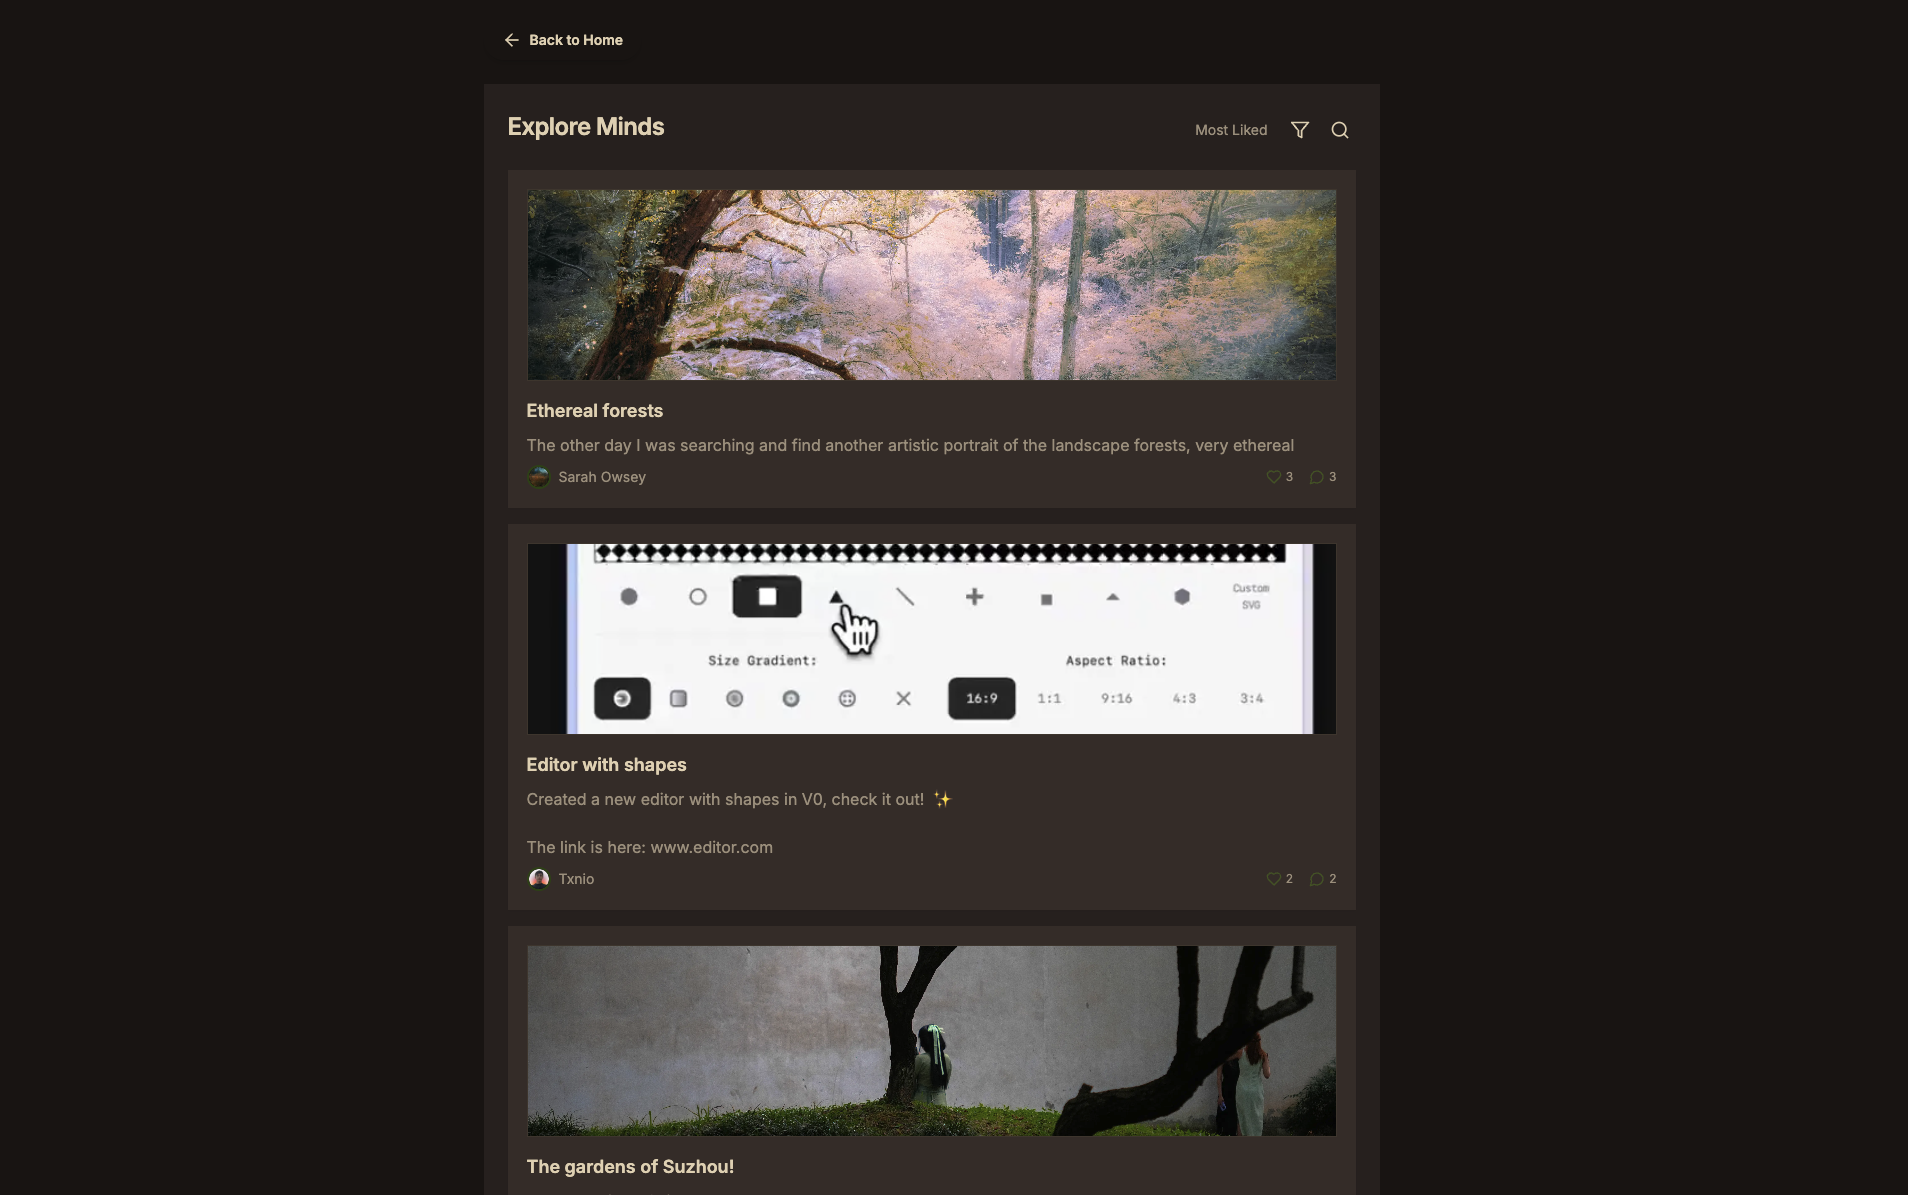 Back to Home
Explore Minds
Most Liked
Ethereal forests
The other day I was searching and find another artistic portrait of the landscape forests, very ethereal
Sarah Owsey
3
3
Custom
SVG
Size Gradient:
Aspect Ratio:
16:9
1:1
9:16
4:3
3:4
Editor with shapes
Created a new editor with shapes in V0, check it out! ✨
The link is here: www.editor.com
Txnio
2
2
The gardens of Suzhou!